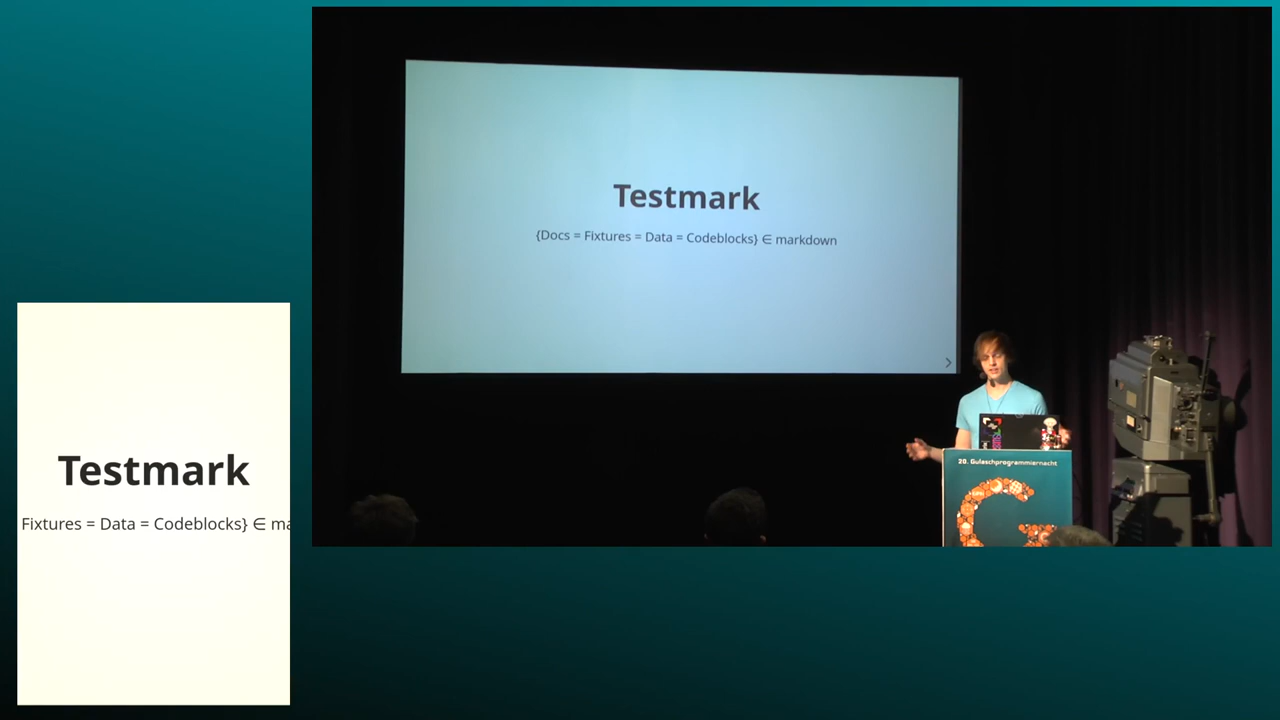 Testmark
{Docs = Fixtures = Data = Codeblocks} ∈ markdown
20. Gulaschprogrammiernacht
Testmark
Fixtures = Data = Codeblocks} ∈ ma